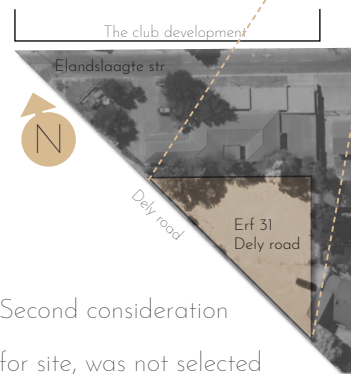 The club development
Elandslaagte str
N
Dely road
Erf 31
Dely road
Second consideration
for site, was not selected